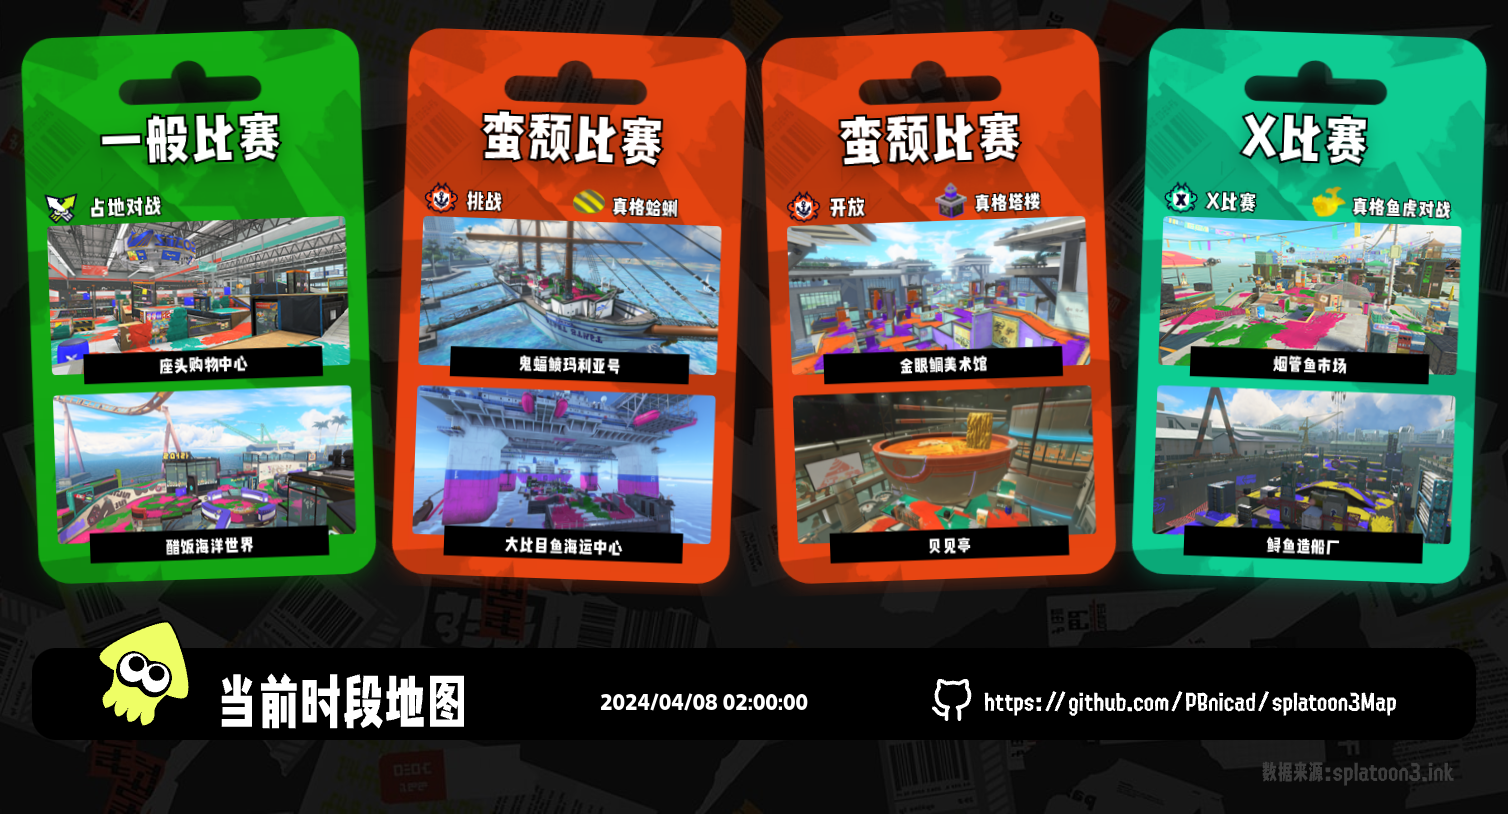 一般比赛
占地对战
座头购物中心
醋饭海洋世界
蛮颓比赛
挑战
真格蛤蜊
鬼蝠鲼玛利亚号
大比目鱼海运中心
蛮颓比赛
开放
真格塔楼
金眼鲷美术馆
贝见亭
X比赛
X比赛
真格鱼虎对战
烟管鱼市场
鲟鱼造船厂
当前时段地图
2024/04/08 02:00:00
https://github.com/PBnicad/splatoon3Map
数据来源:splatoon3.ink